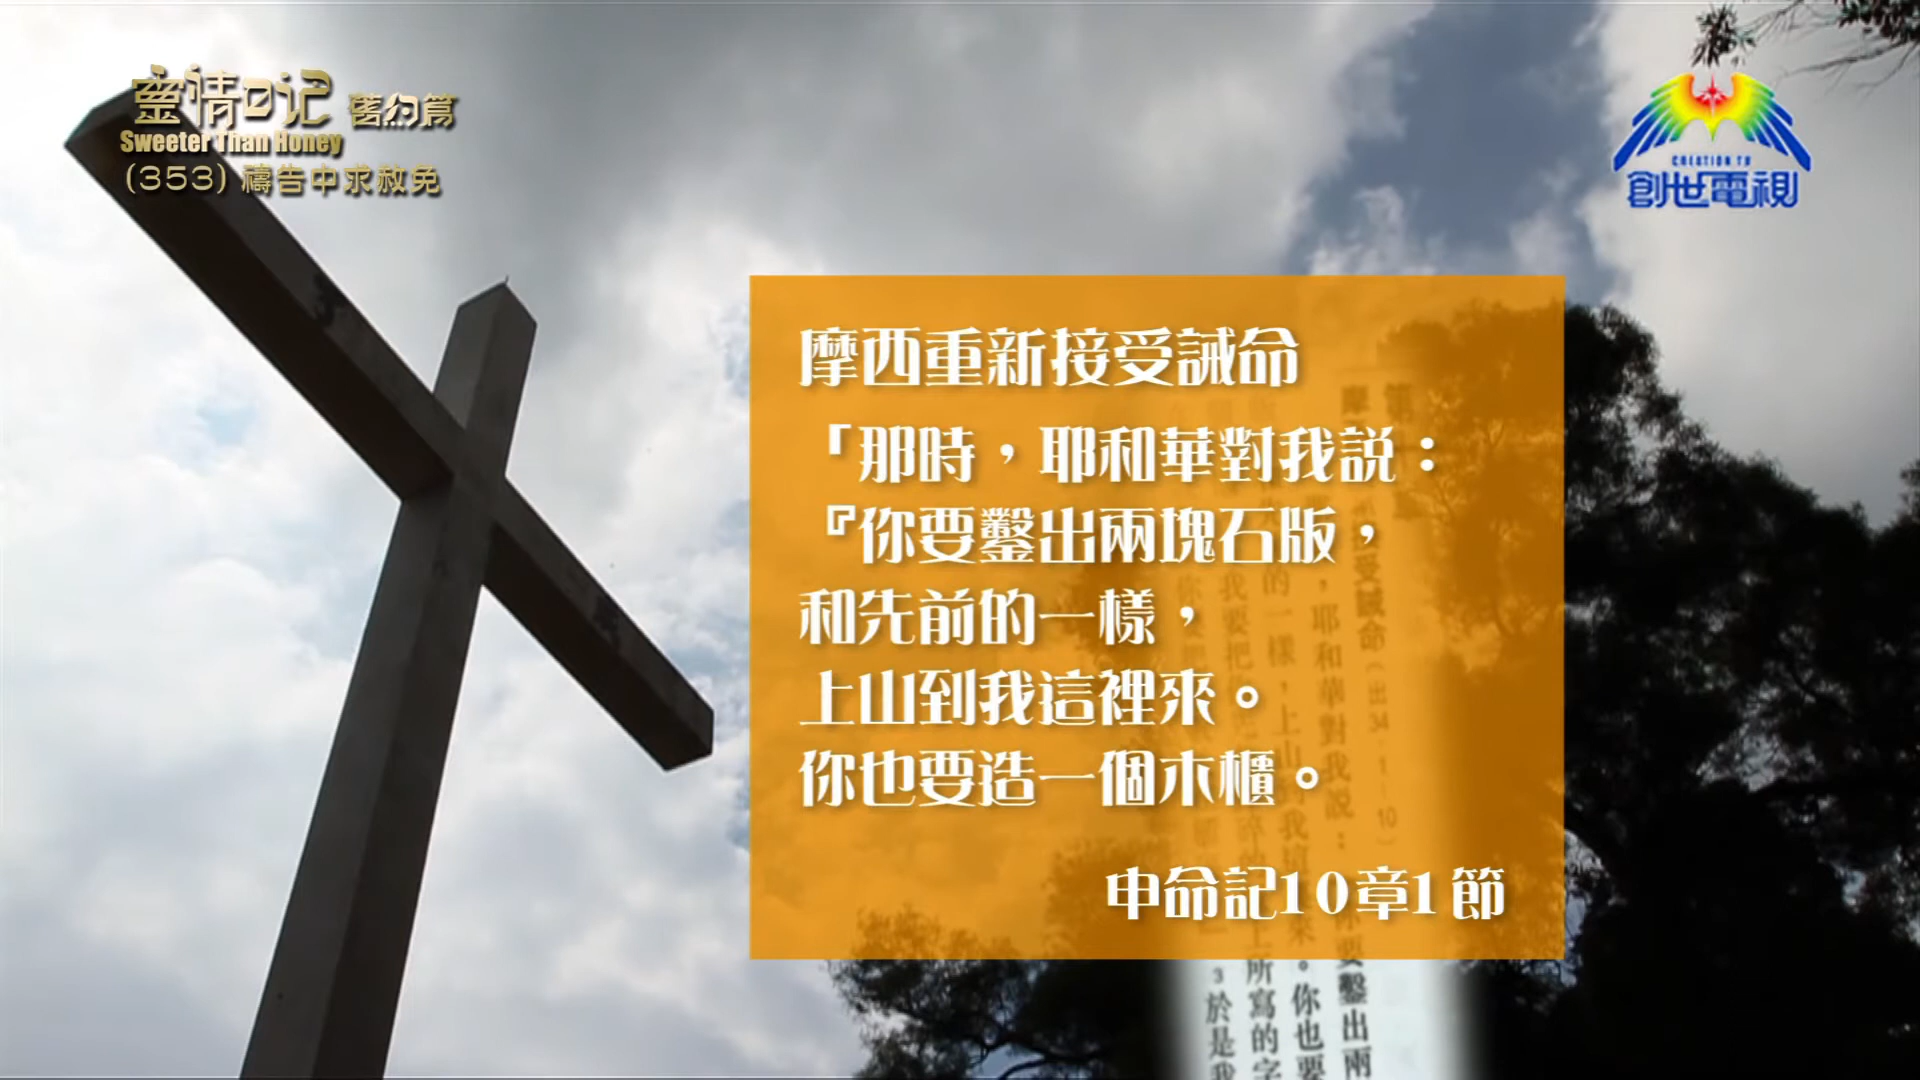 靈情日记 舊約篇
Sweeter Than Honey
(353) 禱告中求赦免
CREATION TV
創世電視
摩西重新接受誡命
「那時，耶和華對我説：
『你要鑿出兩塊石版，
和先前的一樣，
上山到我這裡來。
你也要造一個木櫃。
申命記10章1節